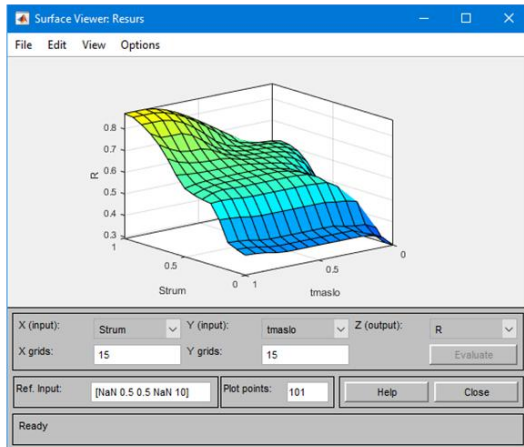 Surface Viewer: Resurs
File Edit View Options
0.8
0.7
0.6
0.5
0.4
0.3
R
1
0.5
0
Strum
1
0.5
0
tmaslo
X (input): Strum Y (input): tmaslo Z (output): R
X grids: 15 Y grids: 15 Evaluate
Ref. Input: [NaN 0.5 0.5 NaN 10] Plot points: 101 Help Close
Ready